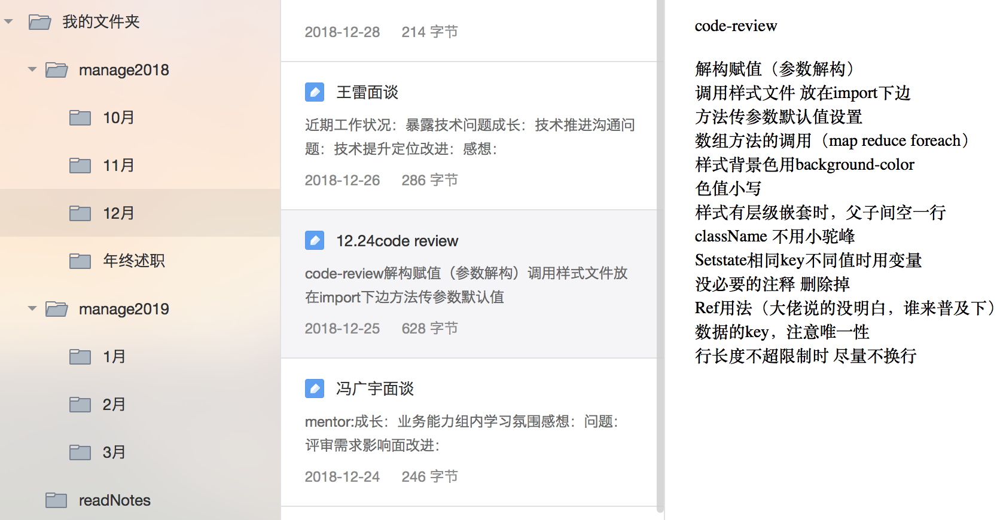 我的文件夹
manage2018
10月
11月
12月
年终述职
manage2019
1月
2月
3月
readNotes
2018-12-28 214 字节
王雷面谈
近期工作状况：暴露技术问题成长：技术推进沟通问
题：技术提升定位改进：感想：
2018-12-26 286 字节
12.24code review
code-review解构赋值（参数解构）调用样式文件放
在import下边方法传参数默认值
2018-12-25 628 字节
冯广宇面谈
mentor:成长：业务能力组内学习氛围感想：问题：
评审需求影响面改进：
2018-12-24 246 字节
code-review
解构赋值（参数解构）
调用样式文件 放在import下边
方法传参数默认值设置
数组方法的调用（map reduce foreach）
样式背景色用background-color
色值小写
样式有层级嵌套时，父子间空一行
className 不用小驼峰
Setstate相同key不同值时用变量
没必要的注释 删除掉
Ref用法（大佬说的没明白，谁来普及下）
数据的key，注意唯一性
行长度不超限制时 尽量不换行